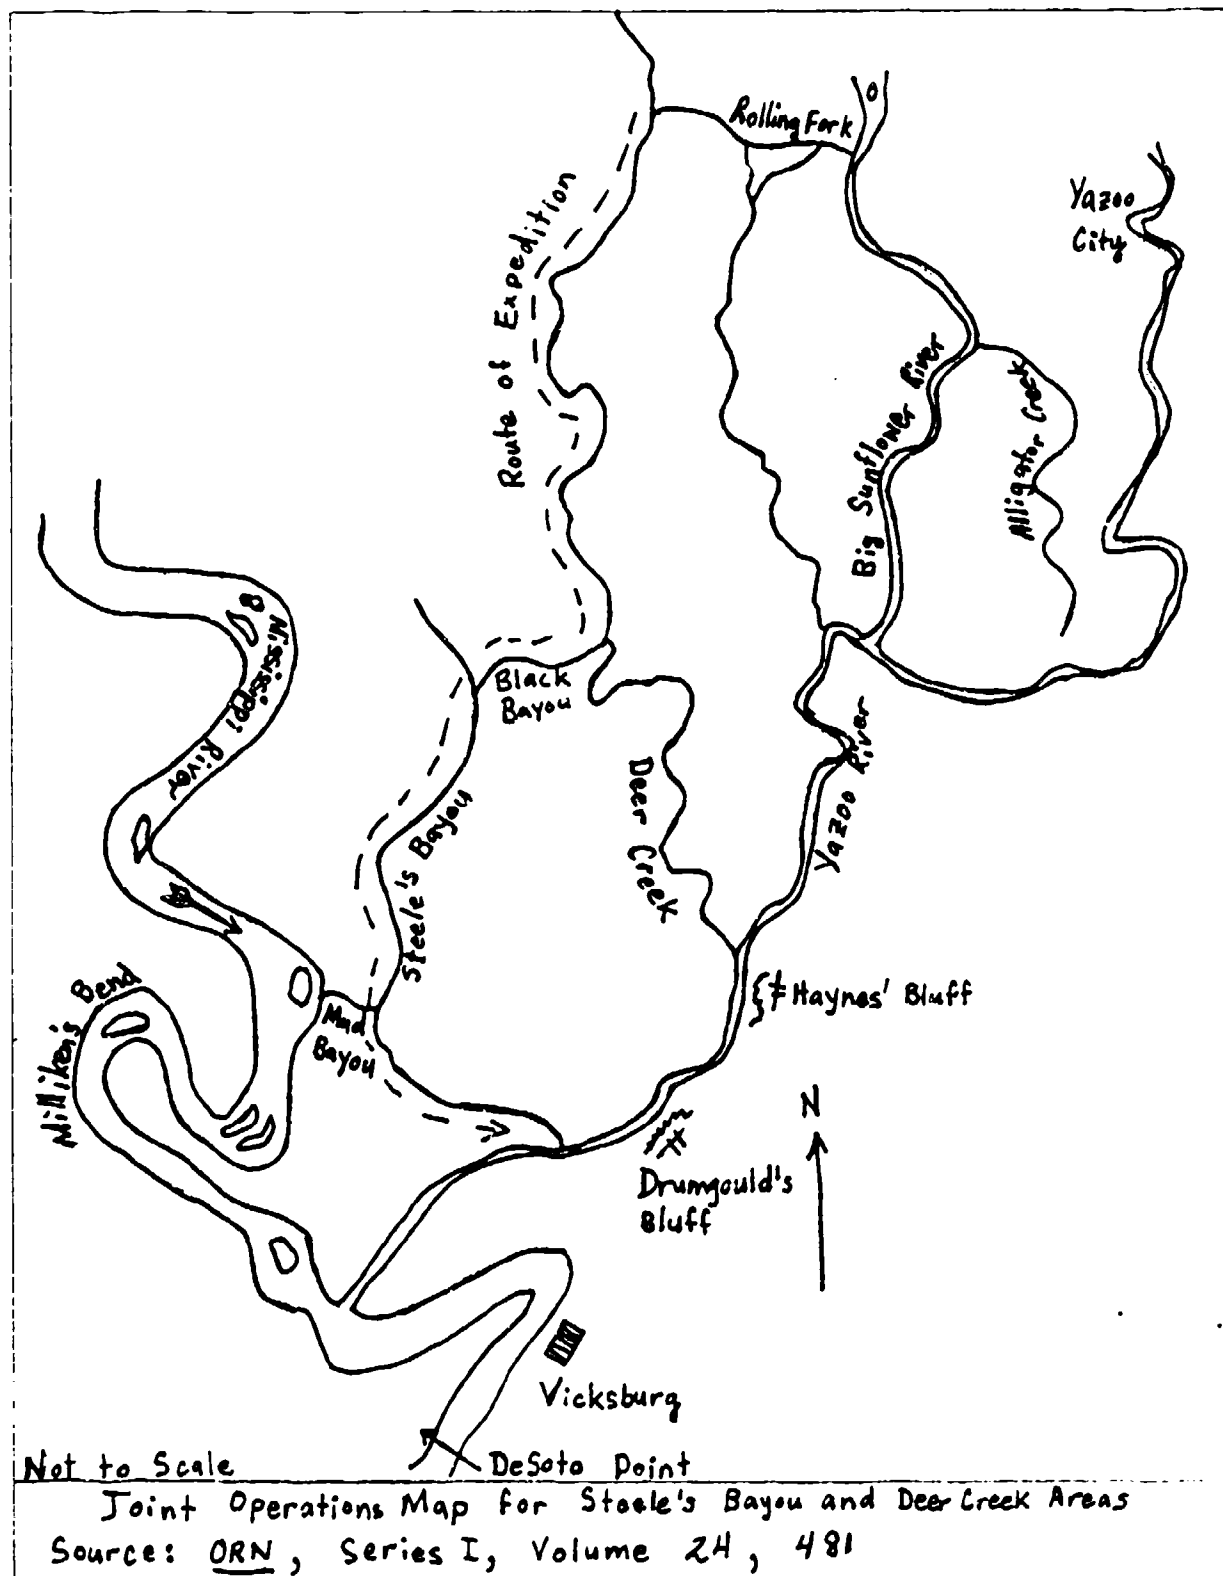 Rolling Fork
Yazoo
City
Route of Expedition
Big Sunflower River
Alligator Creek
Mississippi River
Black
Bayou
Deer Creek
Yazoo River
Steele's Bayou
Milliken's Bend
Mud
Bayou
Haynes' Bluff
N
Drumgould's
Bluff
Vicksburg
Not to Scale
DeSoto Point
Joint Operations Map for Steele's Bayou and Deer Creek Areas
Source: ORN, Series I, Volume 24, 481